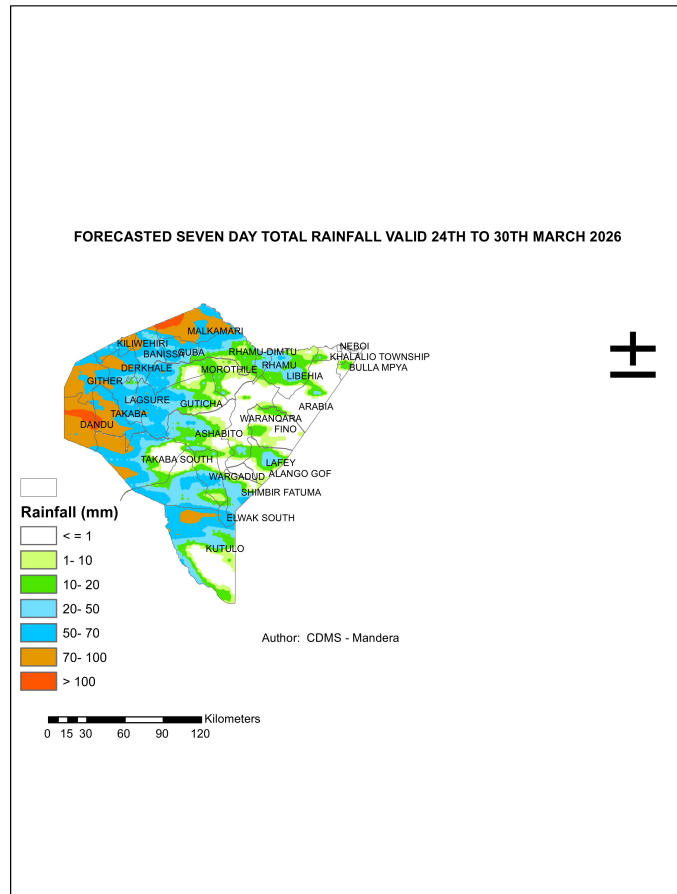 FORECASTED SEVEN DAY TOTAL RAINFALL VALID 24TH TO 30TH MARCH 2026
MALKAMARI
KILIWEHIRI
BANISSA
GUBA
RHAMU-DIMTU
NEBOI
KHALALIO TOWNSHIP
DERKHALE
MOROTHILE
RHAMU
BULLA MPYA
GITHER
LIBEHIA
LAGSURE
GUTICHA
ARABIA
TAKABA
WARANQARA
DANDU
FINO
ASHABITO
TAKABA SOUTH
LAFEY
WARGADUD
ALANGO GOF
SHIMBIR FATUMA
ELWAK SOUTH
KUTULO
Rainfall (mm)
< = 1
1- 10
10- 20
20- 50
50- 70
70- 100
> 100
Author:  CDMS - Mandera
Kilometers
0 15 30 60 90 120